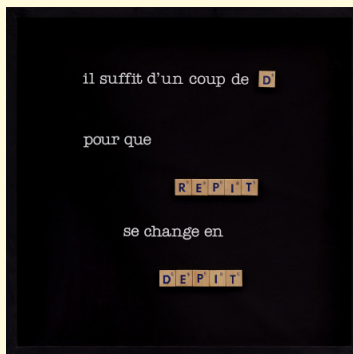 il suffit d'un coup de D
pour que
REPIT
se change en
DEPIT